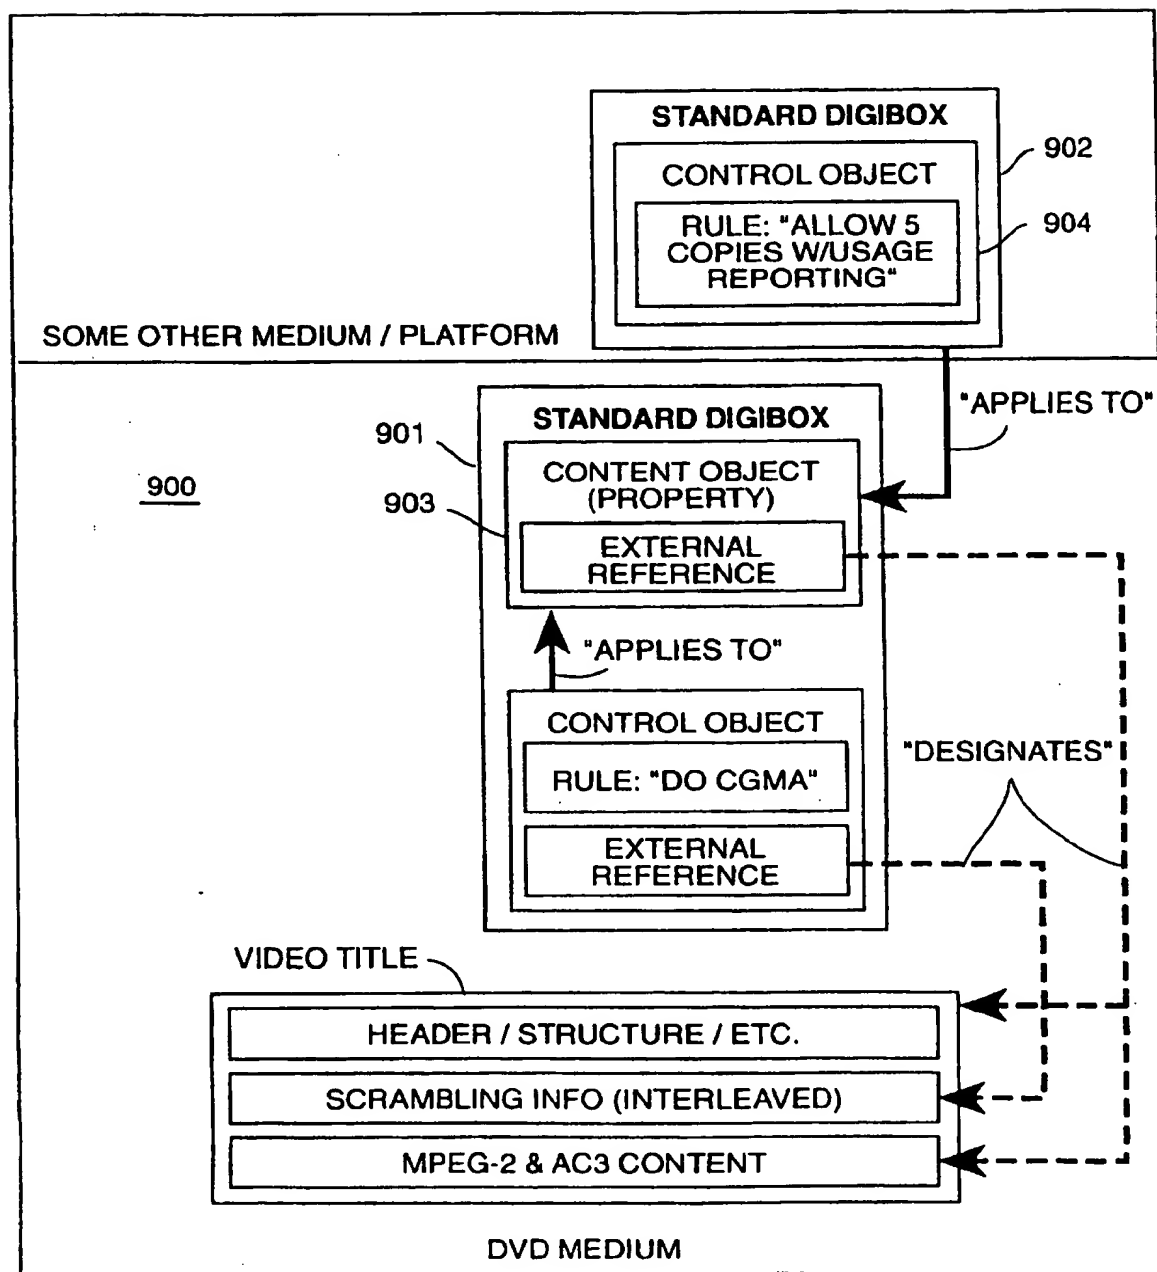 STANDARD DIGIBOX
902
CONTROL OBJECT
RULE: "ALLOW 5
COPIES W/USAGE
REPORTING"
904
SOME OTHER MEDIUM / PLATFORM
"APPLIES TO"
STANDARD DIGIBOX
901
900
CONTENT OBJECT
(PROPERTY)
903
EXTERNAL
REFERENCE
"APPLIES TO"
CONTROL OBJECT
"DESIGNATES"
RULE: "DO CGMA"
EXTERNAL
REFERENCE
VIDEO TITLE
HEADER / STRUCTURE / ETC.
SCRAMBLING INFO (INTERLEAVED)
MPEG-2 & AC3 CONTENT
DVD MEDIUM